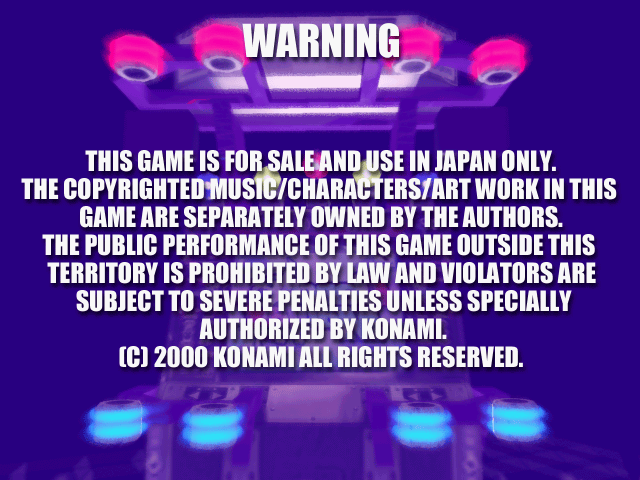 WARNING
THIS GAME IS FOR SALE AND USE IN JAPAN ONLY.
THE COPYRIGHTED MUSIC/CHARACTERS/ART WORK IN THIS
GAME ARE SEPARATELY OWNED BY THE AUTHORS.
THE PUBLIC PERFORMANCE OF THIS GAME OUTSIDE THIS
TERRITORY IS PROHIBITED BY LAW AND VIOLATORS ARE
SUBJECT TO SEVERE PENALTIES UNLESS SPECIALLY
AUTHORIZED BY KONAMI.
(C) 2000 KONAMI ALL RIGHTS RESERVED.